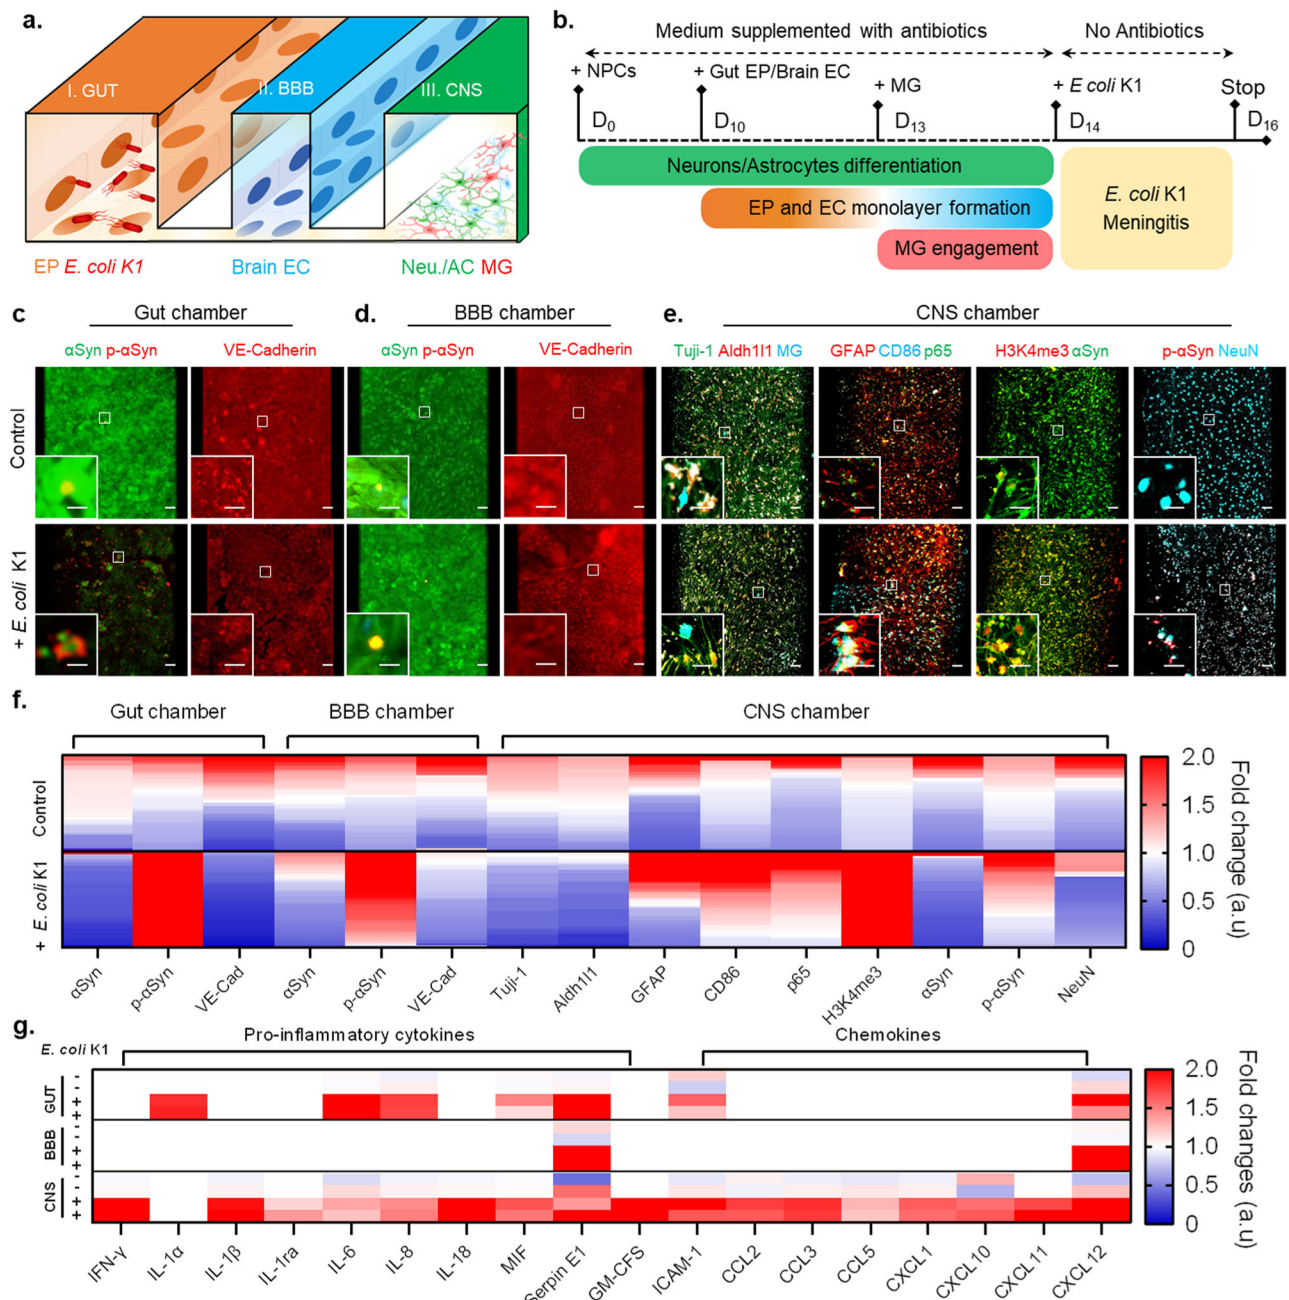 a.
I. GUT
II. BBB
III. CNS
EP E. coli K1
Brain EC
Neu./AC MG
b.
Medium supplemented with antibiotics
No Antibiotics
+ NPCs
+ Gut EP/Brain EC
+ MG
+ E coli K1
Stop
D0
D10
D13
D14
D16
Neurons/Astrocytes differentiation
EP and EC monolayer formation
MG engagement
E. coli K1
Meningitis
c
Gut chamber
d.
BBB chamber
e.
CNS chamber
αSyn p-αSyn
VE-Cadherin
αSyn p-αSyn
VE-Cadherin
Tuji-1 Aldh1l1 MG
GFAP CD86 p65
H3K4me3 αSyn
p-αSyn NeuN
Control
+ E. coli K1
f.
Gut chamber
BBB chamber
CNS chamber
Control
+ E. coli K1
2.0
1.5
1.0
0.5
0
Fold change (a.u)
αSyn
p-αSyn
VE-Cad
αSyn
p-αSyn
VE-Cad
Tuji-1
Aldh1l1
GFAP
CD86
p65
H3K4me3
αSyn
p-αSyn
NeuN
g.
Pro-inflammatory cytokines
Chemokines
E. coli K1
GUT
-
-
+
+
BBB
-
-
+
+
CNS
-
-
+
+
2.0
1.5
1.0
0.5
0
Fold changes (a.u)
IFN-γ
IL-1α
IL-1β
IL-1ra
IL-6
IL-8
IL-18
MIF
Serpin E1
GM-CFS
ICAM-1
CCL2
CCL3
CCL5
CXCL1
CXCL10
CXCL11
CXCL12